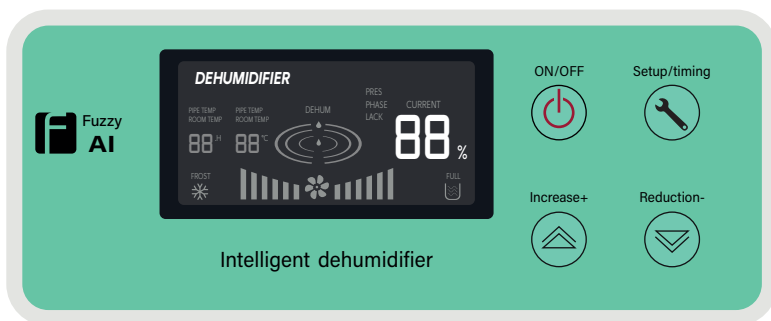 Fuzzy
AI
DEHUMIDIFIER
PIPE TEMP
ROOM TEMP
88 .H
PIPE TEMP
ROOM TEMP
88 °C
DEHUM
PRES
PHASE
LACK
CURRENT
88 %
FROST
FULL
Intelligent dehumidifier
ON/OFF
Setup/timing
Increase+
Reduction-